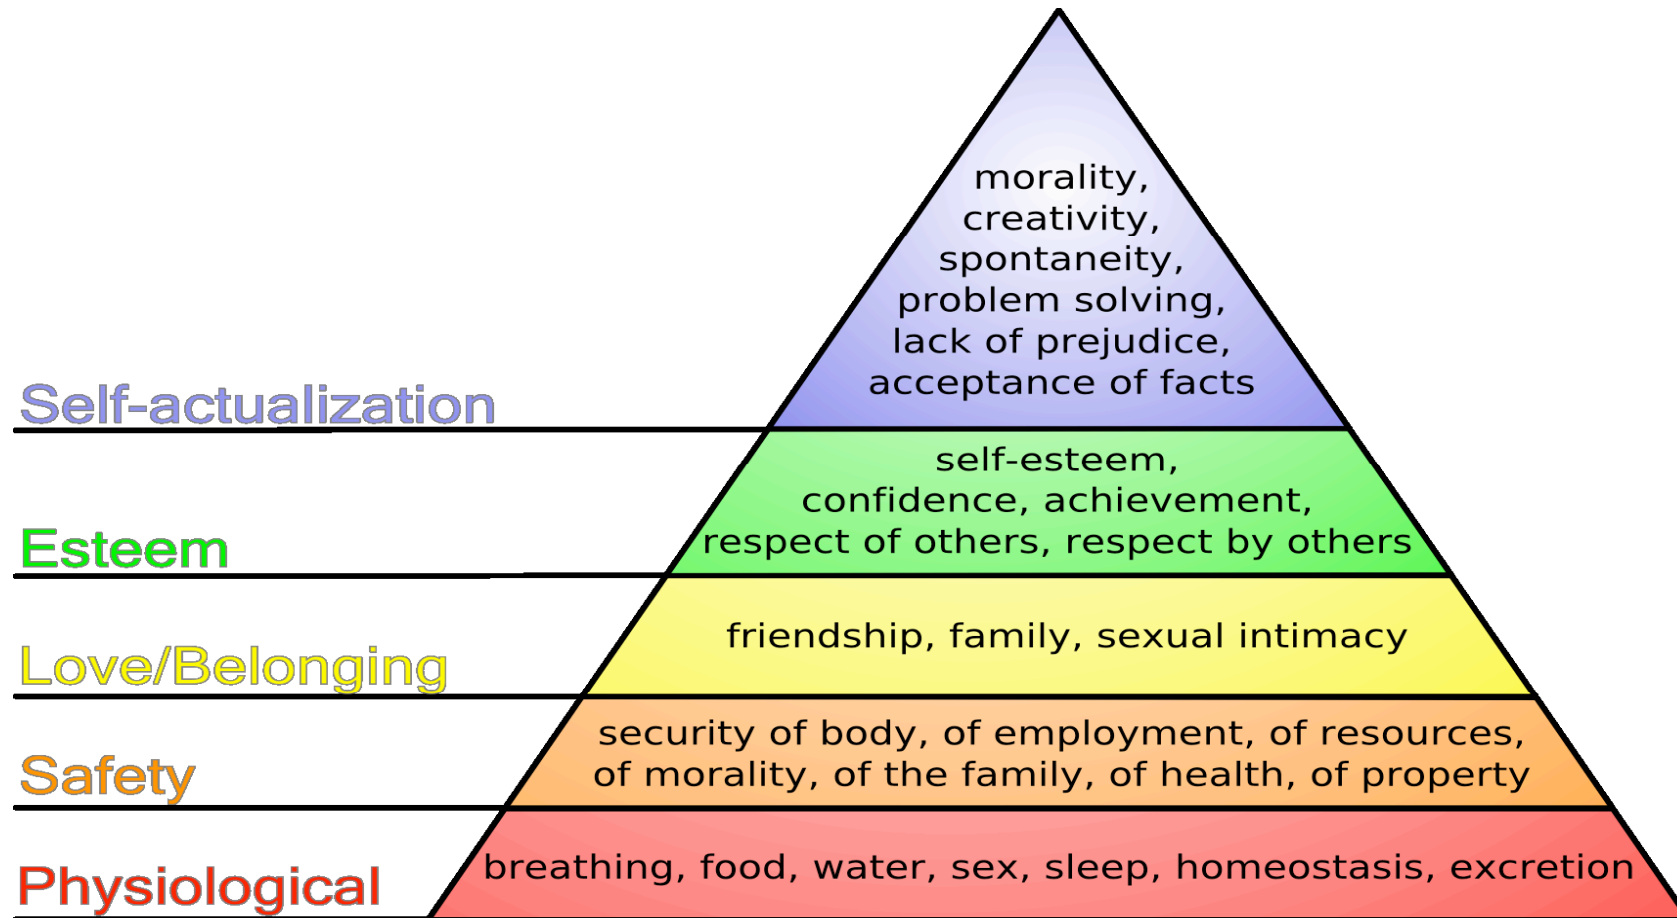 morality,
creativity,
spontaneity,
problem solving,
lack of prejudice,
acceptance of facts
Self-actualization
self-esteem,
confidence, achievement,
respect of others, respect by others
Esteem
friendship, family, sexual intimacy
Love/Belonging
security of body, of employment, of resources,
of morality, of the family, of health, of property
Safety
breathing, food, water, sex, sleep, homeostasis, excretion
Physiological